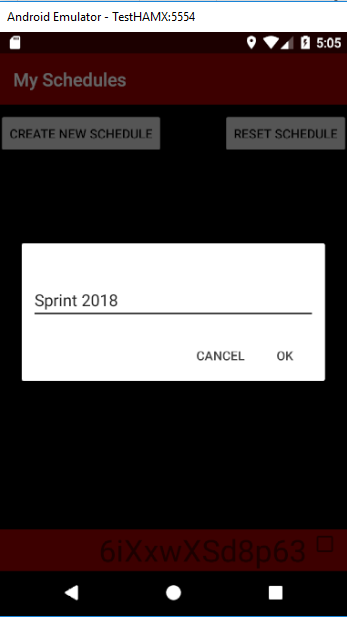 Android Emulator - TestHAMX:5554
5:05
My Schedules
CREATE NEW SCHEDULE
RESET SCHEDULE
Sprint 2018
CANCEL
OK
6iXxwXSd8p63